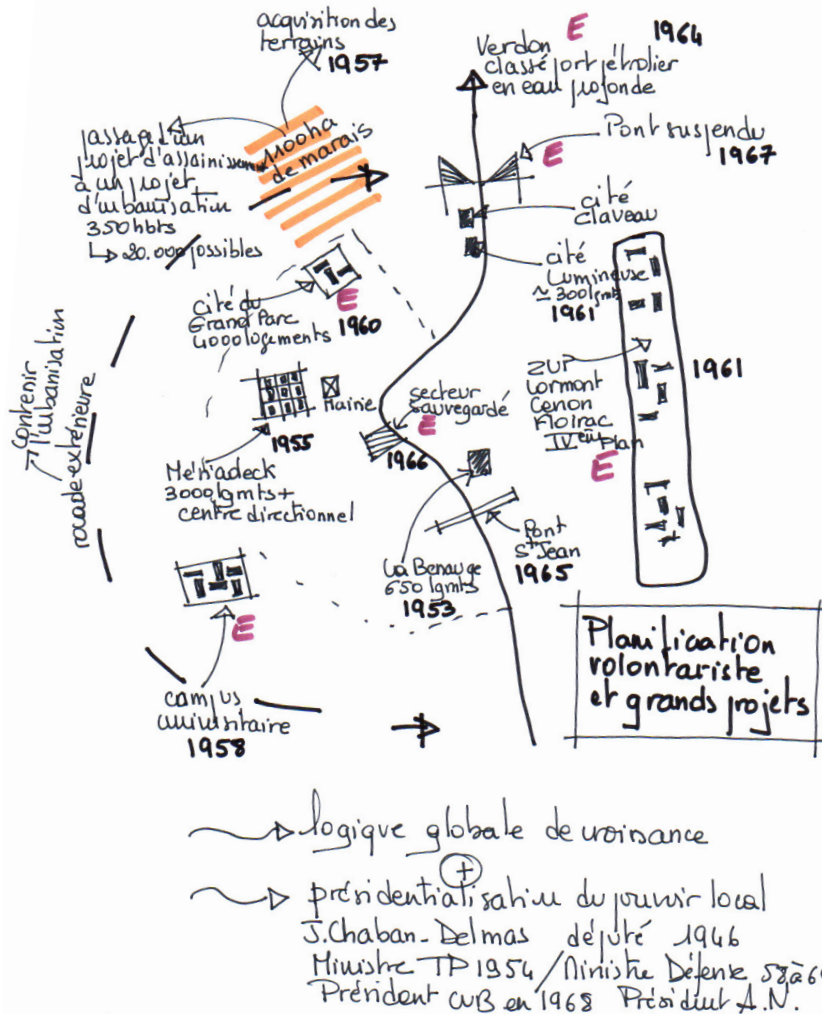 acquisition des
terrains
1957
Verdon E 1964
classé port pétrolier
en eau profonde
passage d'un
projet d'assainissement
à un projet
d'urbanisation
350 hbts
↳ 20.000 possibles
1100ha
de marais
Pont suspendu
E 1967
cité
Claveau
cité
Lumineuse
≃ 300 lgmts
1961
cité du
Grand Parc
4000 logements
E 1960
contenir
l'urbanisation
rocade extérieure
Mairie
1955
Mériadeck
3000 lgmts +
centre directionnel
secteur
sauvegardé
E
1966
ZUP
Lormont
Cenon
Floirac
IVème Plan
E
1961
La Benauge
650 lgmts
1953
Pont
St Jean
1965
E
campus
universitaire
1958
Planification
volontariste
et grands projets
logique globale de croissance
+
présidentialisation du pouvoir local
J. Chaban-Delmas député 1946
Ministre TP 1954 / Ministre Défense 58 à
Président CUB en 1968 Président A.N.